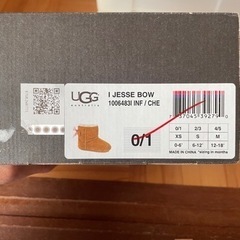 UGG
australia
I JESSE BOW
1006483I INF / CHE
0/1
0/1 2/3 4/5
XS S M
0-6' 6-12' 12-18'
MADE IN CHINA *sizing in months